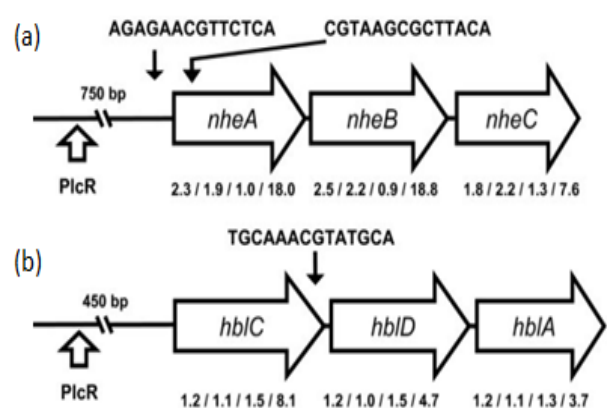 (a) AGAGAACGTTCTCA CGTAAGCGCTTACA
750 bp
nheA nheB nheC
PlcR
2.3 / 1.9 / 1.0 / 18.0 2.5 / 2.2 / 0.9 / 18.8 1.8 / 2.2 / 1.3 / 7.6
TGCAAACGTATGCA
(b)
450 bp
hblC hblD hblA
PlcR
1.2 / 1.1 / 1.5 / 8.1 1.2 / 1.0 / 1.5 / 4.7 1.2 / 1.1 / 1.3 / 3.7